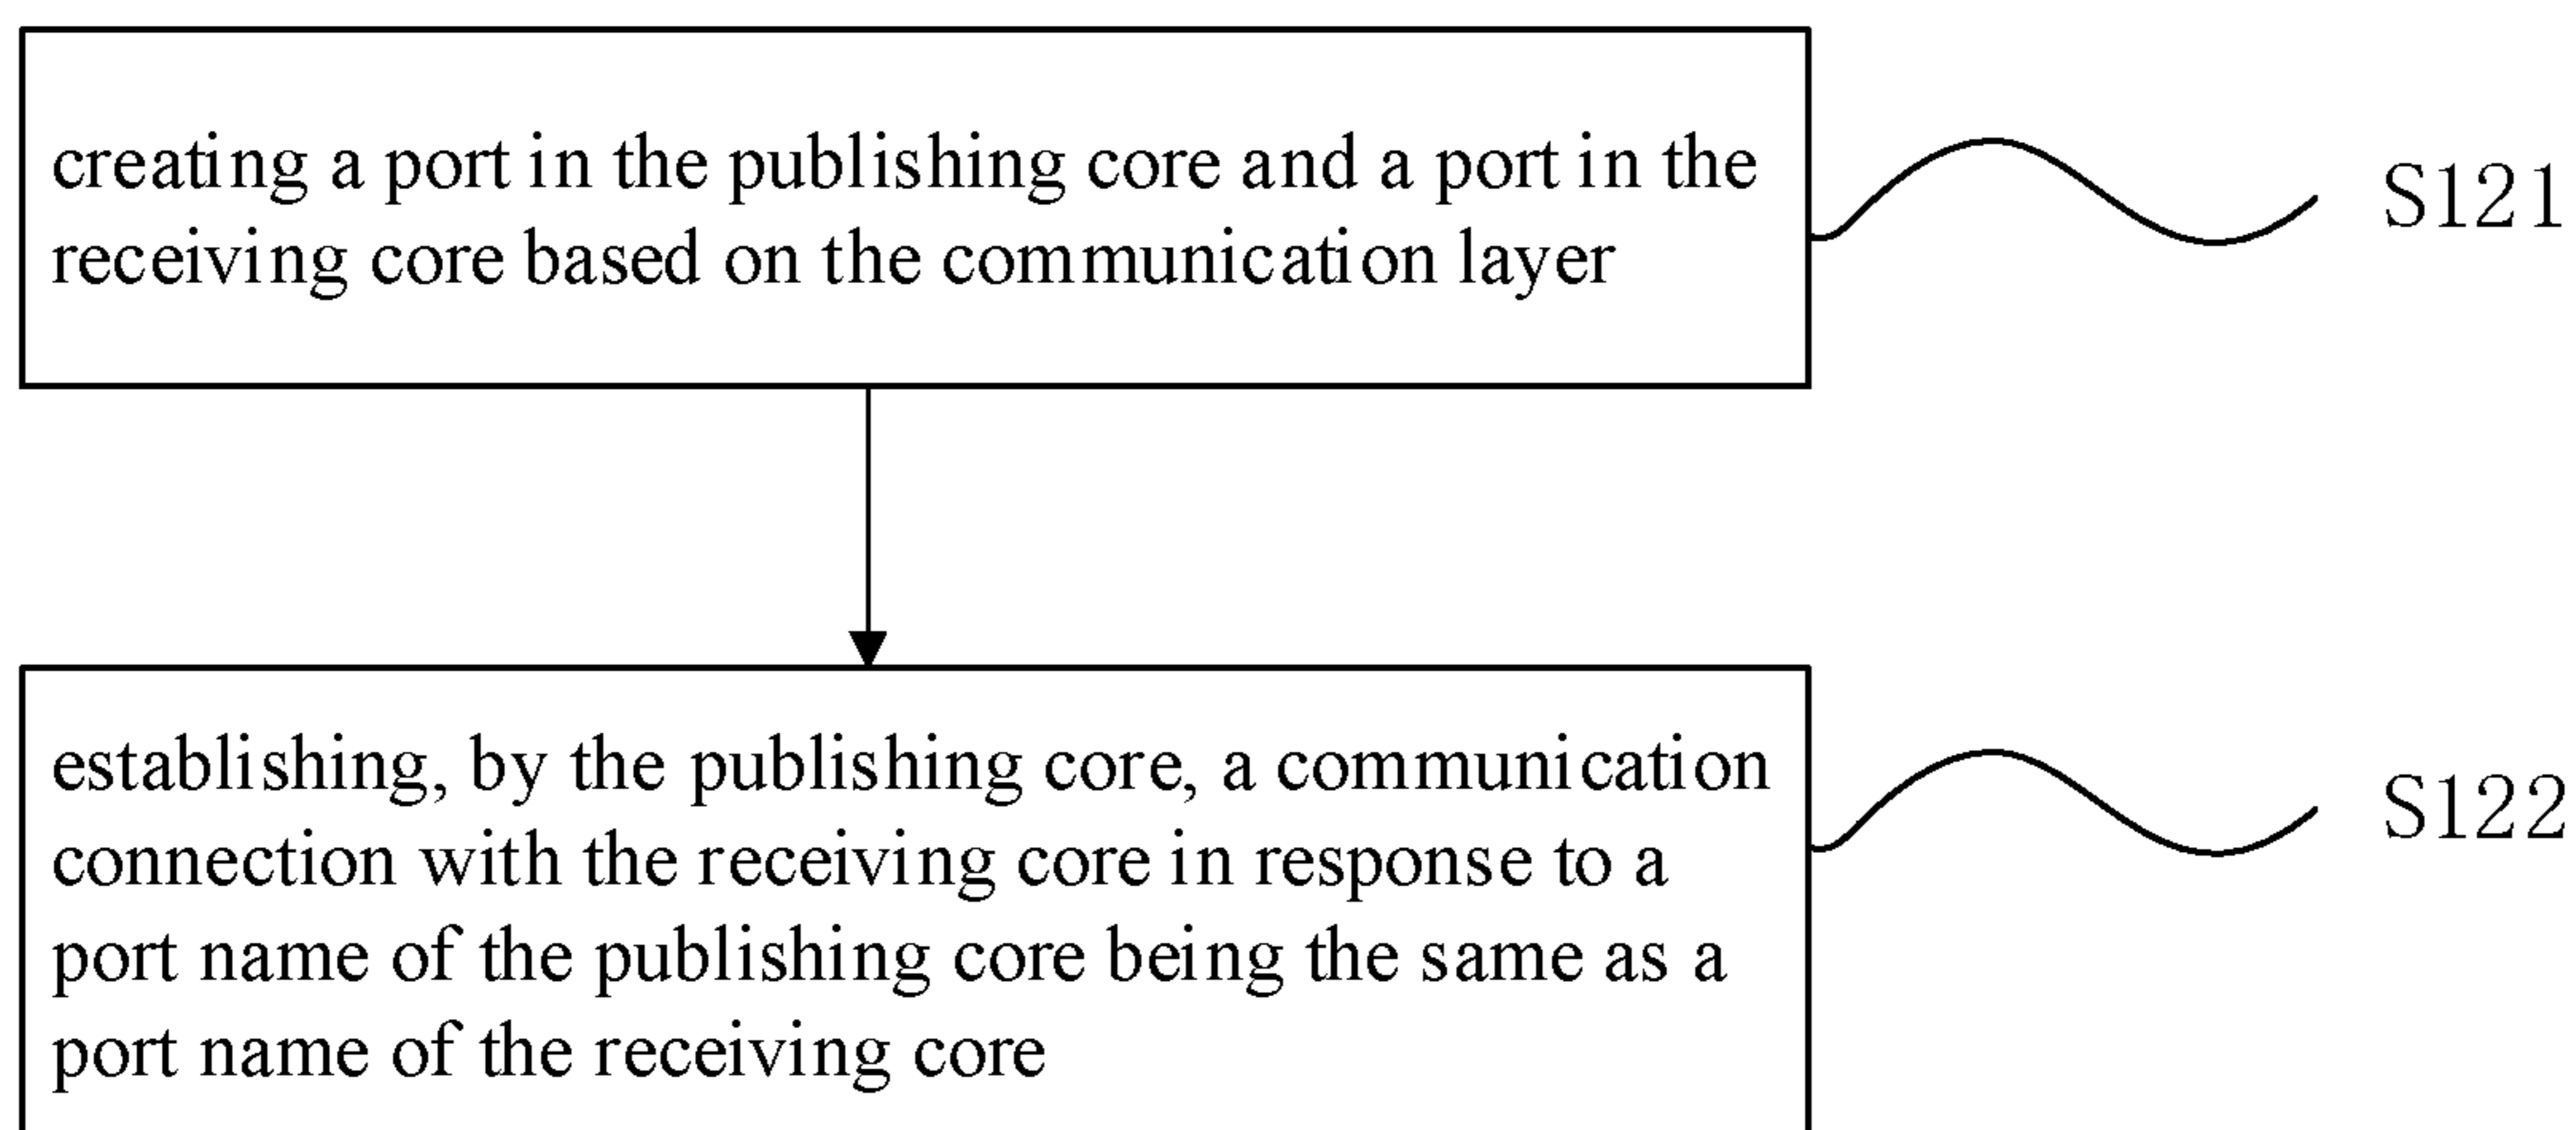 creating a port in the publishing core and a port in the
receiving core based on the communication layer
S121
establishing, by the publishing core, a communication
connection with the receiving core in response to a
port name of the publishing core being the same as a
port name of the receiving core
S122